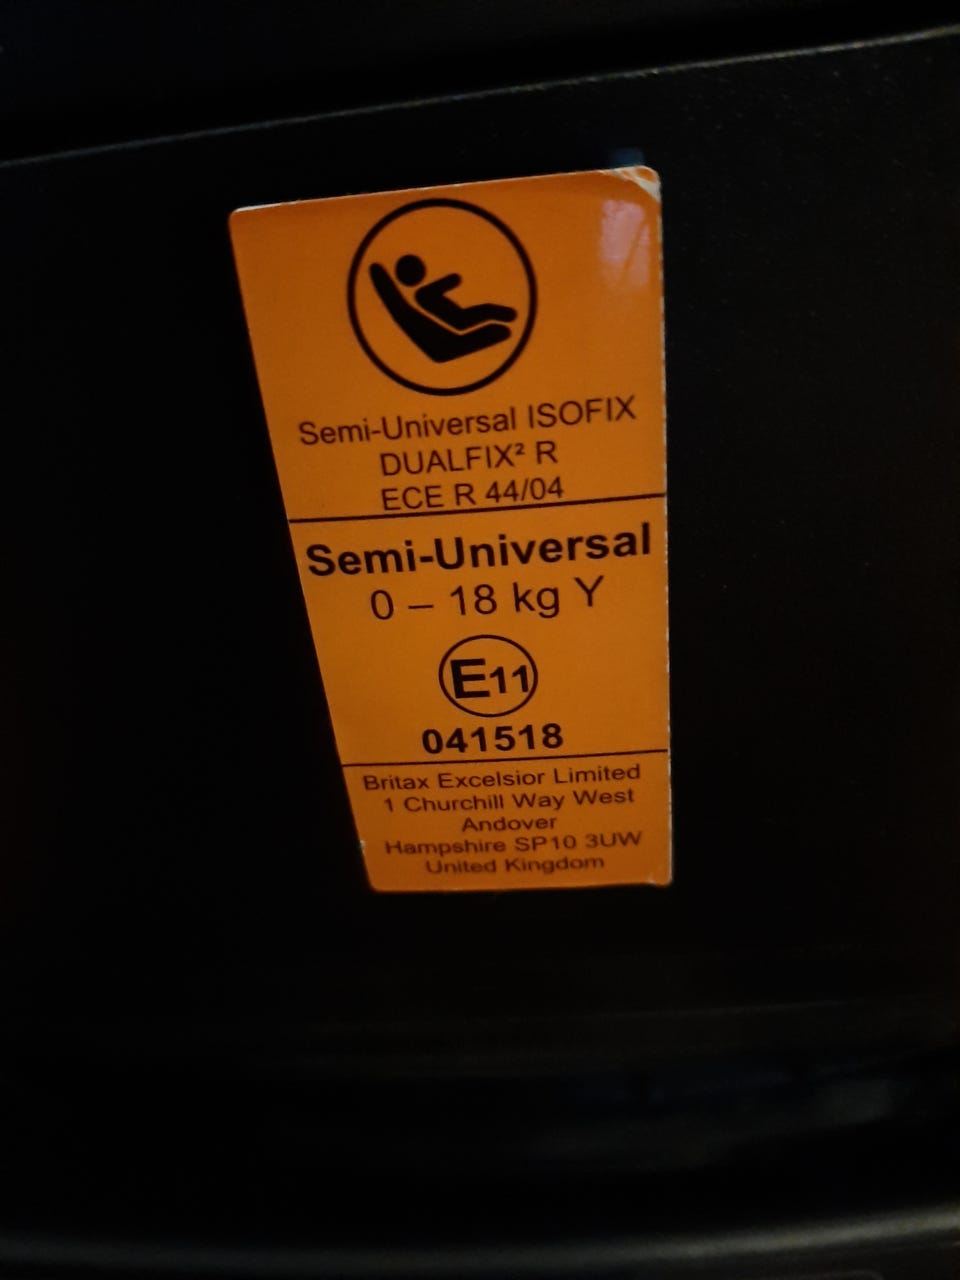 Semi-Universal ISOFIX
DUALFIX² R
ECE R 44/04
Semi-Universal
0 – 18 kg Y
E11
041518
Britax Excelsior Limited
1 Churchill Way West
Andover
Hampshire SP10 3UW
United Kingdom